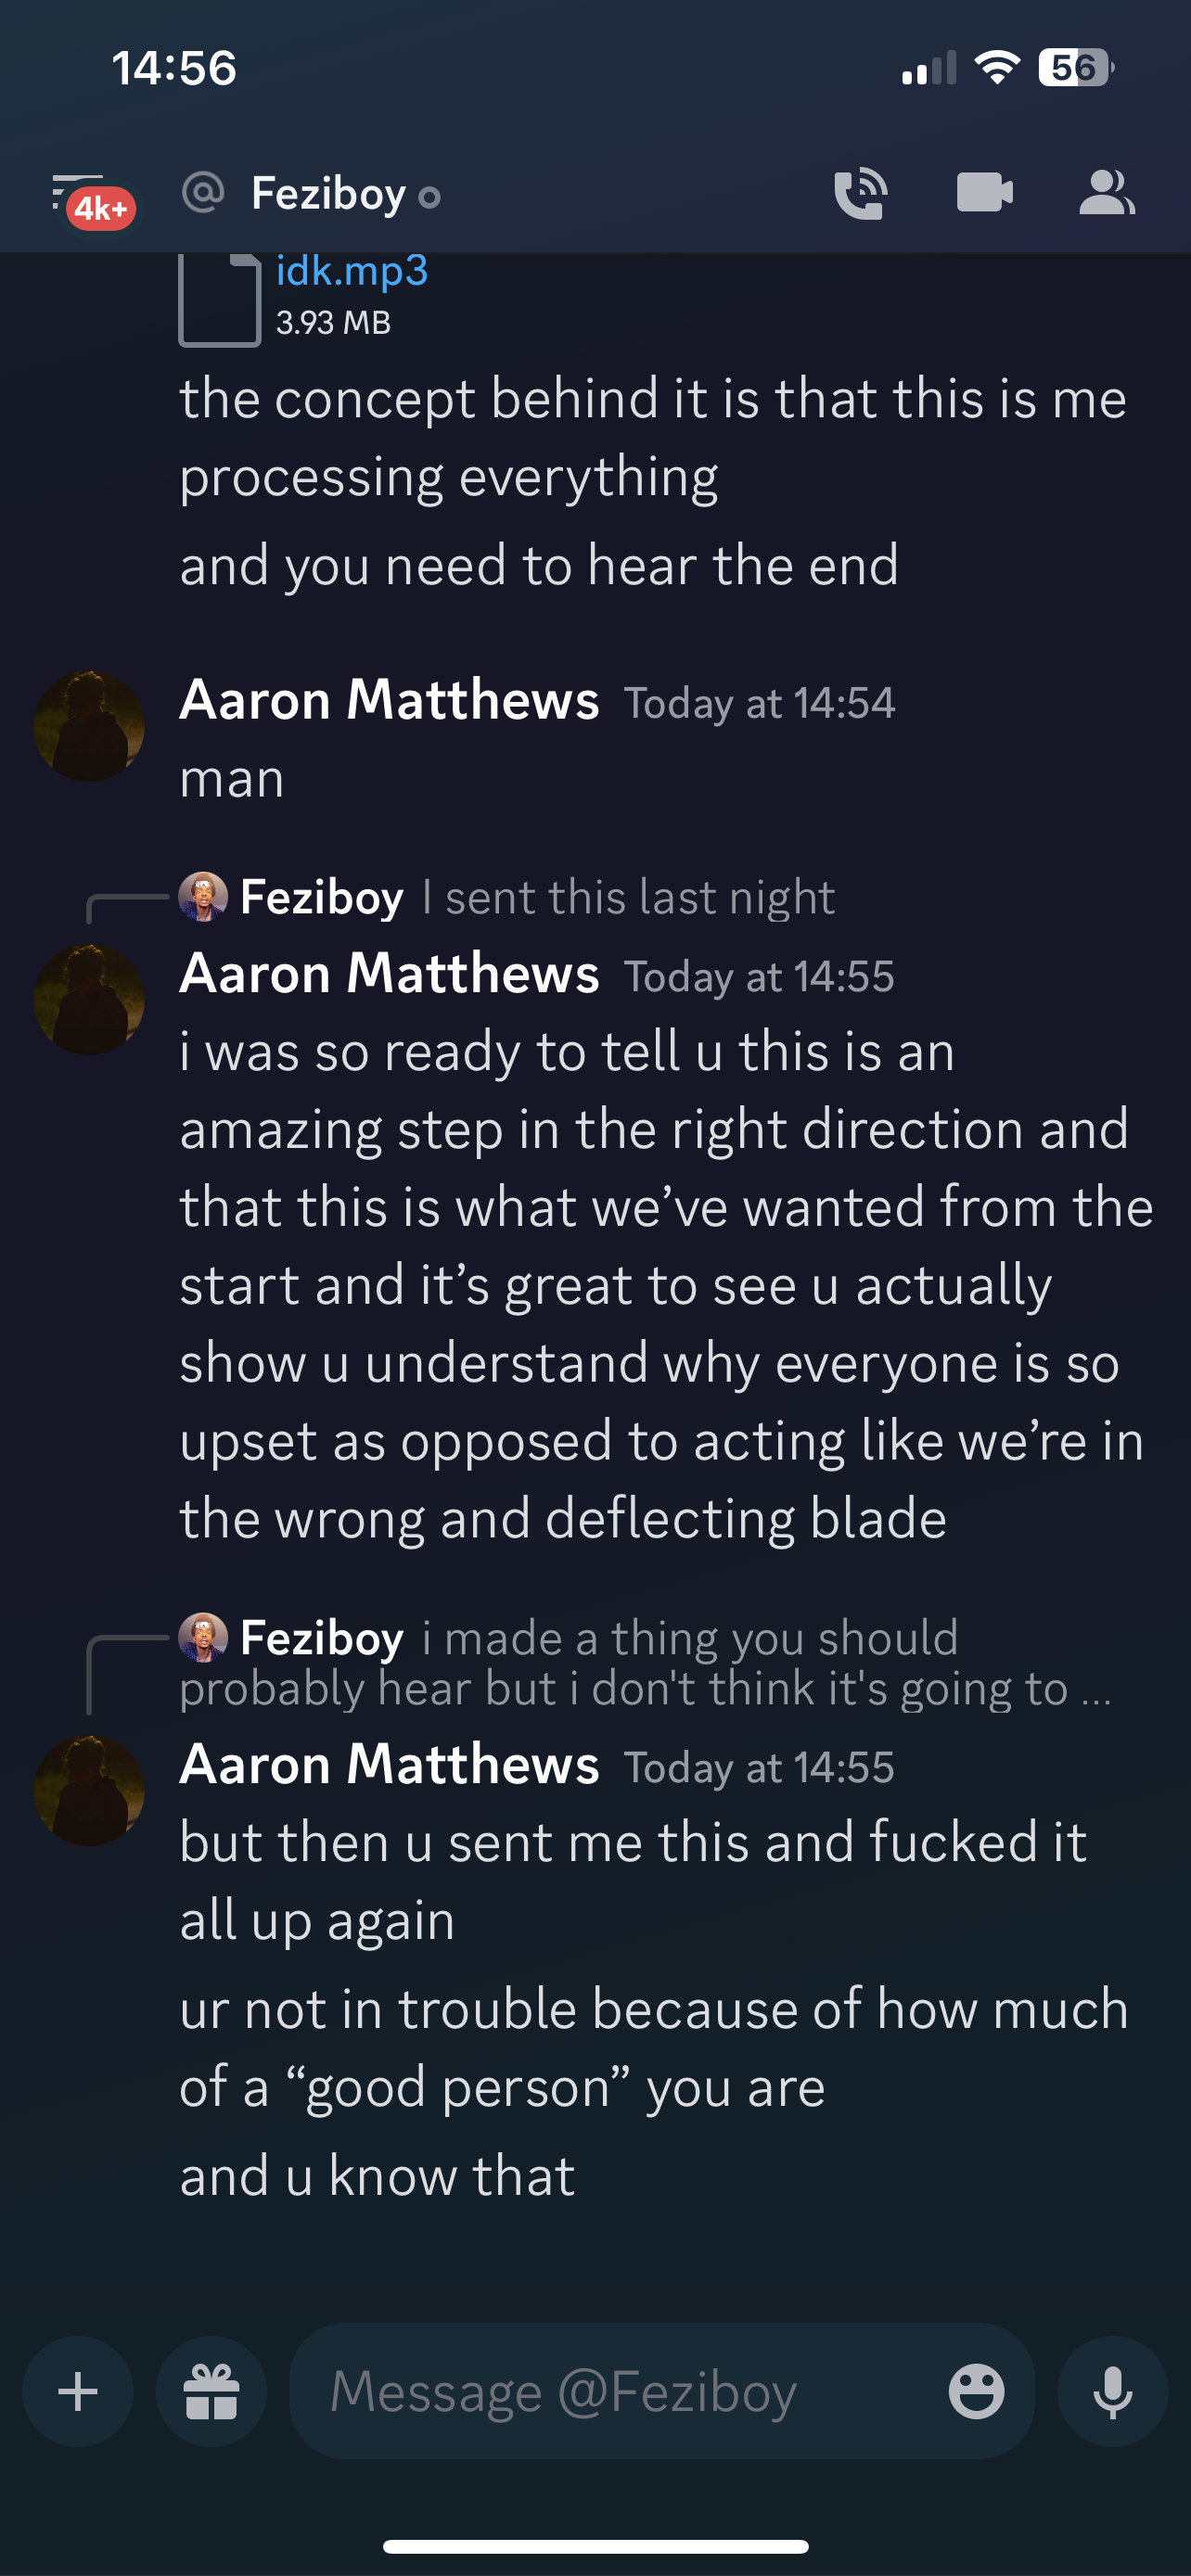 14:56
56
4k+
@ Feziboy
idk.mp3
3.93 MB
the concept behind it is that this is me
processing everything
and you need to hear the end
Aaron Matthews Today at 14:54
man
Feziboy I sent this last night
Aaron Matthews Today at 14:55
i was so ready to tell u this is an
amazing step in the right direction and
that this is what we’ve wanted from the
start and it’s great to see u actually
show u understand why everyone is so
upset as opposed to acting like we’re in
the wrong and deflecting blade
Feziboy i made a thing you should
probably hear but i don't think it's going to ...
Aaron Matthews Today at 14:55
but then u sent me this and fucked it
all up again
ur not in trouble because of how much
of a “good person” you are
and u know that
Message @Feziboy